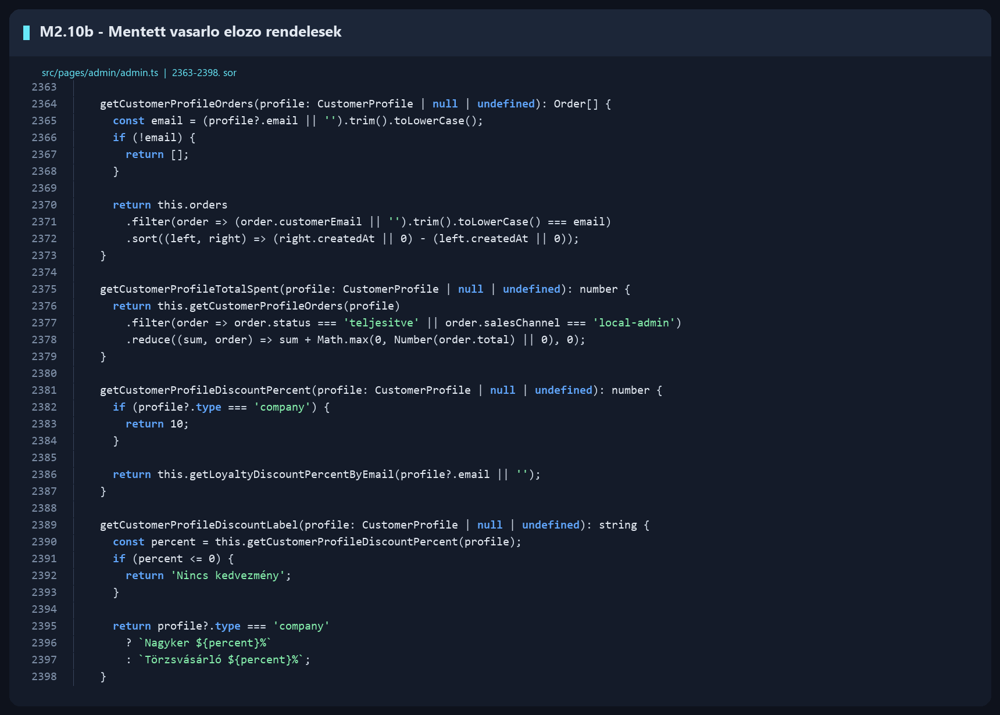 M2.10b - Mentett vasarlo elozo rendelesek
src/pages/admin/admin.ts | 2363-2398. sor
2363
2364 getCustomerProfileOrders(profile: CustomerProfile | null | undefined): Order[] {
2365 const email = (profile?.email || '').trim().toLowerCase();
2366 if (!email) {
2367 return [];
2368 }
2369
2370 return this.orders
2371 .filter(order => (order.customerEmail || '').trim().toLowerCase() === email)
2372 .sort((left, right) => (right.createdAt || 0) - (left.createdAt || 0));
2373 }
2374
2375 getCustomerProfileTotalSpent(profile: CustomerProfile | null | undefined): number {
2376 return this.getCustomerProfileOrders(profile)
2377 .filter(order => order.status === 'teljesitve' || order.salesChannel === 'local-admin')
2378 .reduce((sum, order) => sum + Math.max(0, Number(order.total) || 0), 0);
2379 }
2380
2381 getCustomerProfileDiscountPercent(profile: CustomerProfile | null | undefined): number {
2382 if (profile?.type === 'company') {
2383 return 10;
2384 }
2385
2386 return this.getLoyaltyDiscountPercentByEmail(profile?.email || '');
2387 }
2388
2389 getCustomerProfileDiscountLabel(profile: CustomerProfile | null | undefined): string {
2390 const percent = this.getCustomerProfileDiscountPercent(profile);
2391 if (percent <= 0) {
2392 return 'Nincs kedvezmény';
2393 }
2394
2395 return profile?.type === 'company'
2396 ? `Nagyker ${percent}%`
2397 : `Törzsvásárló ${percent}%`;
2398 }